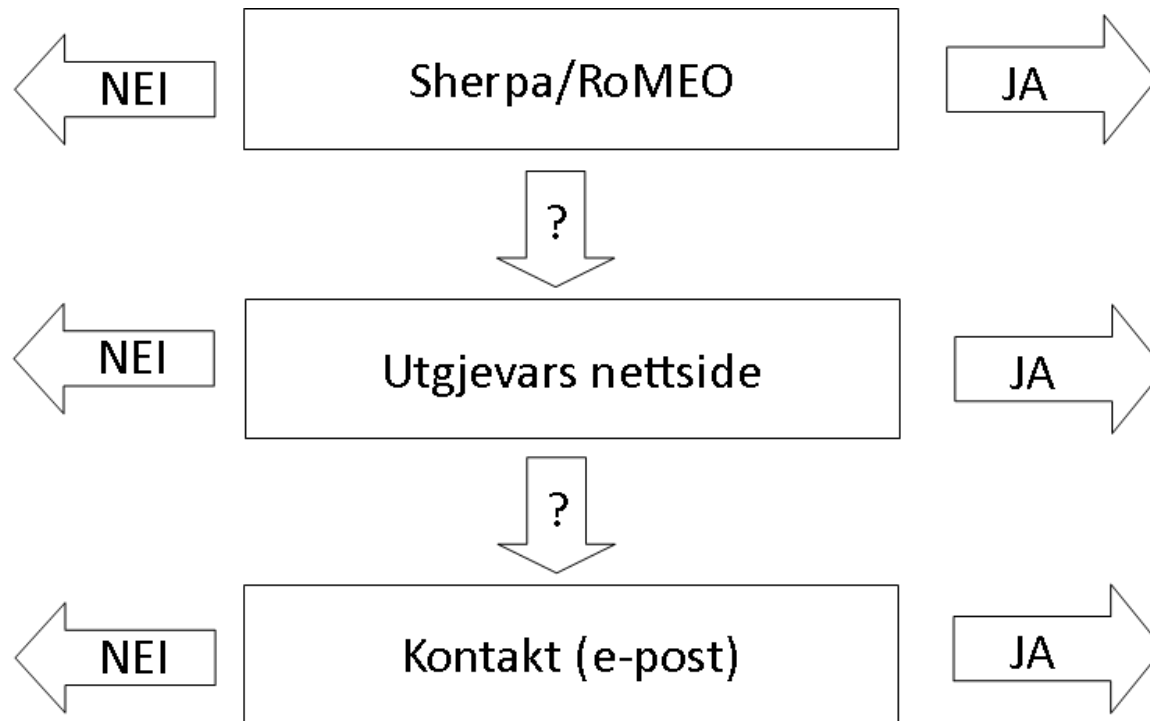 NEI
Sherpa/RoMEO
JA
?
NEI
Utgjevars nettside
JA
?
NEI
Kontakt (e-post)
JA